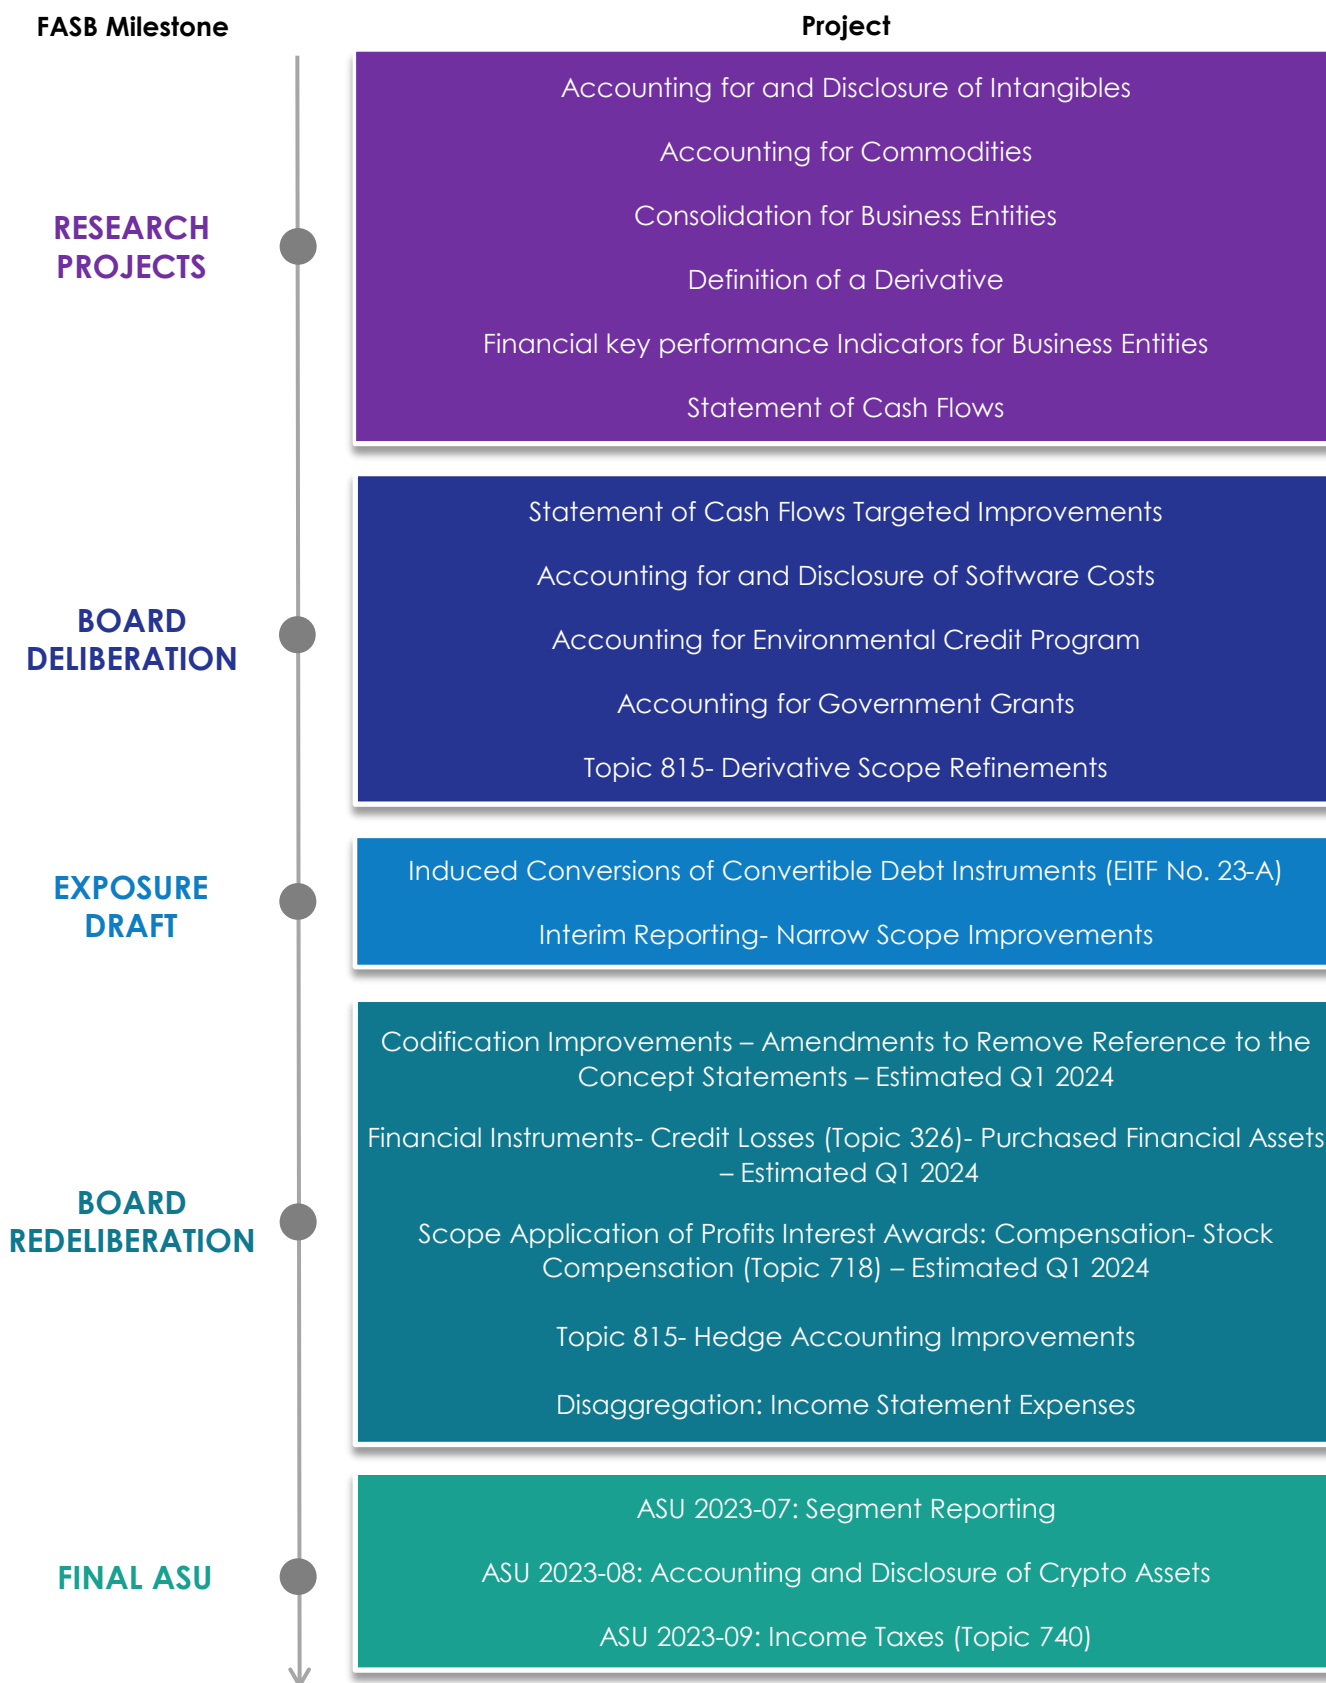 FASB Milestone
Project
RESEARCH
PROJECTS
Accounting for and Disclosure of Intangibles
Accounting for Commodities
Consolidation for Business Entities
Definition of a Derivative
Financial key performance Indicators for Business Entities
Statement of Cash Flows
BOARD
DELIBERATION
Statement of Cash Flows Targeted Improvements
Accounting for and Disclosure of Software Costs
Accounting for Environmental Credit Program
Accounting for Government Grants
Topic 815- Derivative Scope Refinements
EXPOSURE
DRAFT
Induced Conversions of Convertible Debt Instruments (EITF No. 23-A)
Interim Reporting- Narrow Scope Improvements
BOARD
REDELIBERATION
Codification Improvements – Amendments to Remove Reference to the
Concept Statements – Estimated Q1 2024
Financial Instruments- Credit Losses (Topic 326)- Purchased Financial Assets
– Estimated Q1 2024
Scope Application of Profits Interest Awards: Compensation- Stock
Compensation (Topic 718) – Estimated Q1 2024
Topic 815- Hedge Accounting Improvements
Disaggregation: Income Statement Expenses
FINAL ASU
ASU 2023-07: Segment Reporting
ASU 2023-08: Accounting and Disclosure of Crypto Assets
ASU 2023-09: Income Taxes (Topic 740)